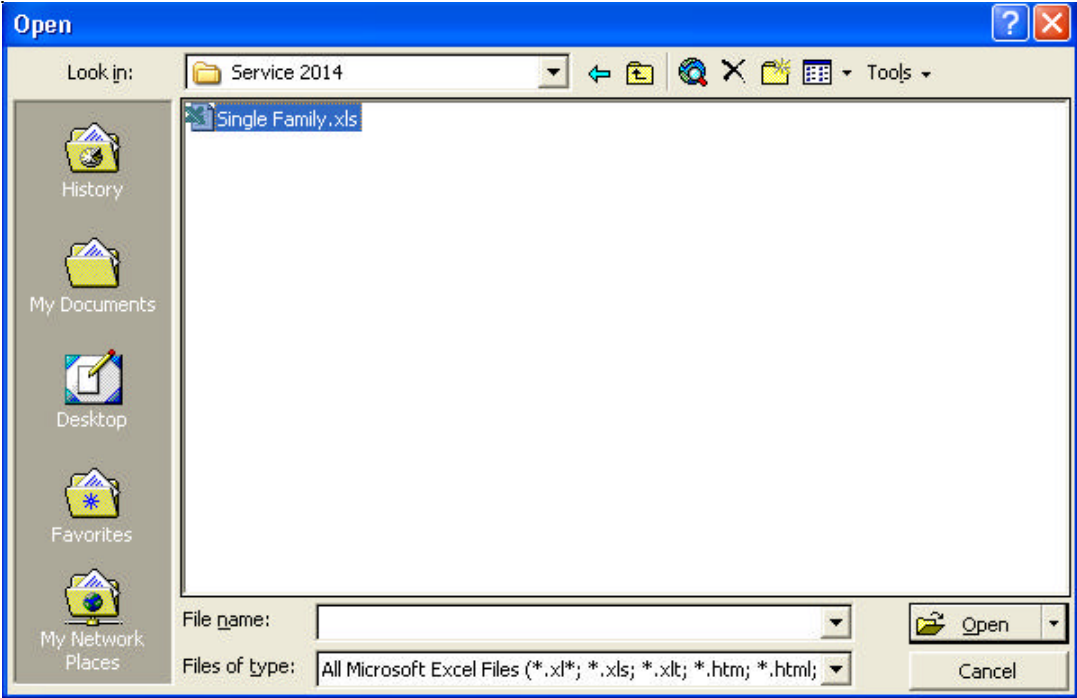 Open
Look in: Service 2014 Tools
Single Family.xls
History
My Documents
Desktop
Favorites
My Network
Places
File name:
Open
Files of type: All Microsoft Excel Files (*.xl*; *.xls; *.xlt; *.htm; *.html;
Cancel